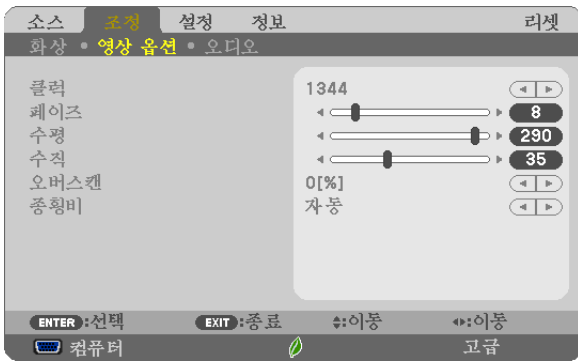 소스 조정 설정 정보 리셋
화상 • 영상 옵션 • 오디오
클럭 1344
페이즈 8
수평 290
수직 35
오버스캔 0[%]
종횡비 자동
ENTER :선택 EXIT :종료 :이동 :이동
컴퓨터 고급